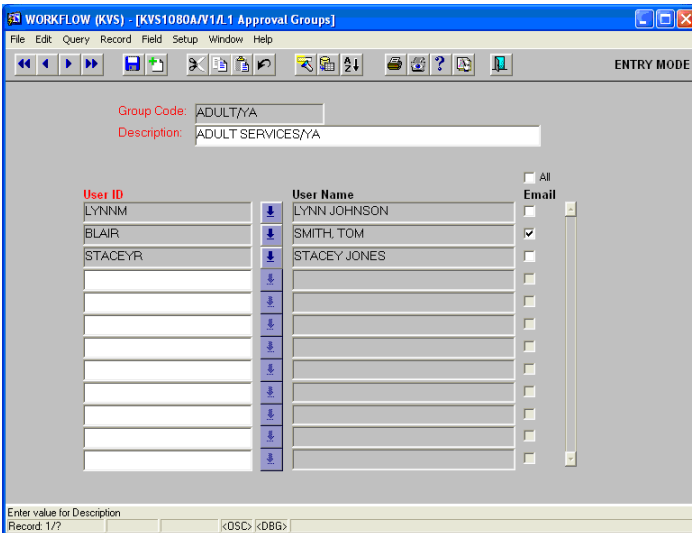 WORKFLOW (KVS) - [KVS1080A/V1/L1 Approval Groups]
File Edit Query Record Field Setup Window Help
ENTRY MODE
Group Code: ADULT/YA
Description: ADULT SERVICES/YA
All
User ID User Name Email
LYNNM LYNN JOHNSON
BLAIR SMITH, TOM
STACEYR STACEY JONES
Enter value for Description
Record: 1/? <OSC> <DBG>